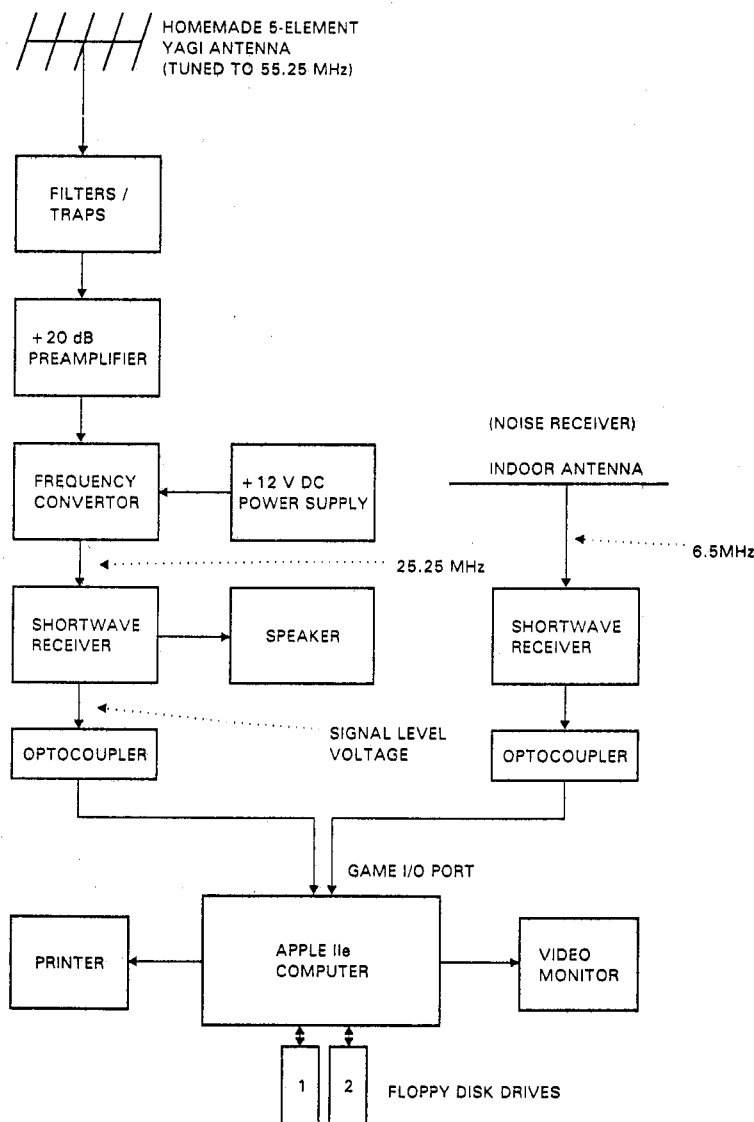 HOMEMADE 5-ELEMENT
YAGI ANTENNA
(TUNED TO 55.25 MHz)
FILTERS /
TRAPS
+20 dB
PREAMPLIFIER
(NOISE RECEIVER)
INDOOR ANTENNA
FREQUENCY
CONVERTOR
+12 V DC
POWER SUPPLY
6.5MHz
25.25 MHz
SHORTWAVE
RECEIVER
SPEAKER
SHORTWAVE
RECEIVER
SIGNAL LEVEL
VOLTAGE
OPTOCOUPLER
OPTOCOUPLER
GAME I/O PORT
PRINTER
APPLE IIe
COMPUTER
VIDEO
MONITOR
1
2
FLOPPY DISK DRIVES